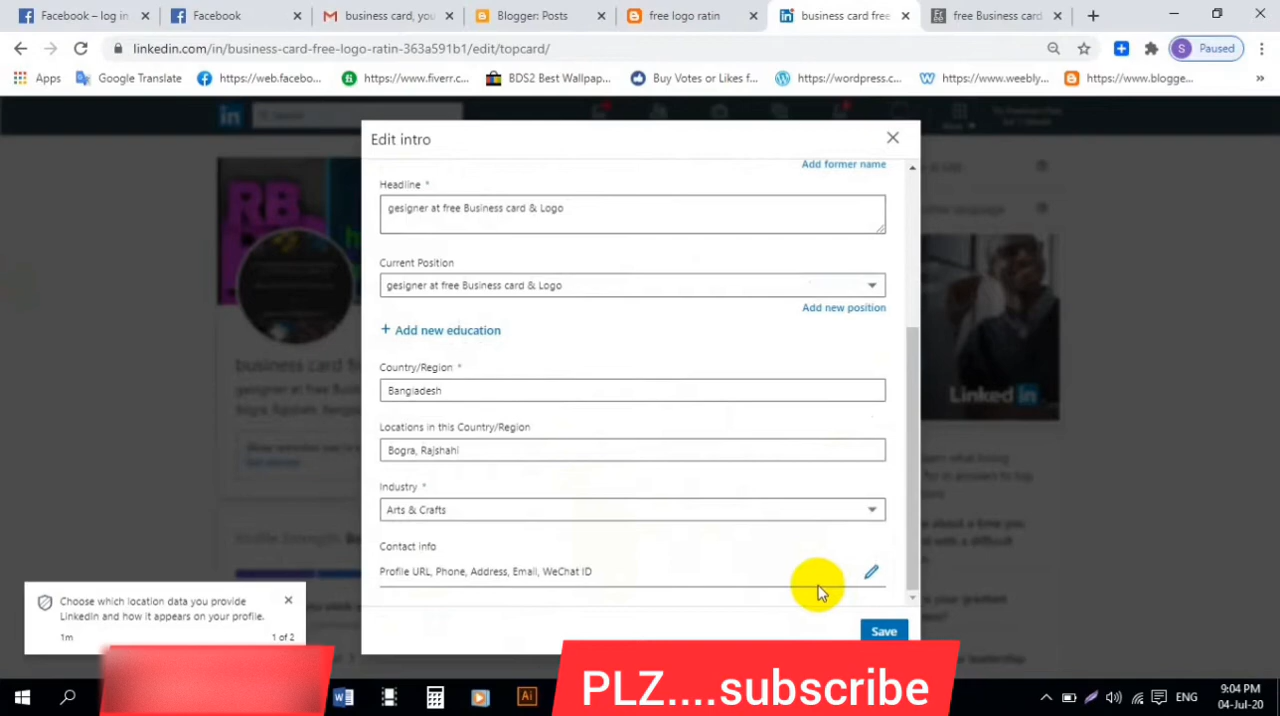 Facebook – log in
Facebook
business card, you
Blogger: Posts
free logo ratin
business card free
free Business card.
linkedin.com/in/business-card-free-logo-ratin-363a591b1/edit/topcard/
S Paused
Apps
Google Translate
https://web.facebo...
https://www.fiverr.c...
BDS2 Best Wallpap...
Buy Votes or Likes f...
https://wordpress.c...
https://www.weebly...
https://www.blogge...
Edit intro
Add former name
Headline *
gesigner at free Business card & Logo
Current Position
gesigner at free Business card & Logo
Add new position
+ Add new education
Country/Region *
Bangladesh
Locations in this Country/Region
Bogra, Rajshahi
Industry *
Arts & Crafts
Contact info
Profile URL, Phone, Address, Email, WeChat ID
Save
Choose which location data you provide
LinkedIn and how it appears on your profile.
1m
1 of 2
RB
business card f
Linked in
PLZ....subscribe
ENG
9:04 PM
04-Jul-20